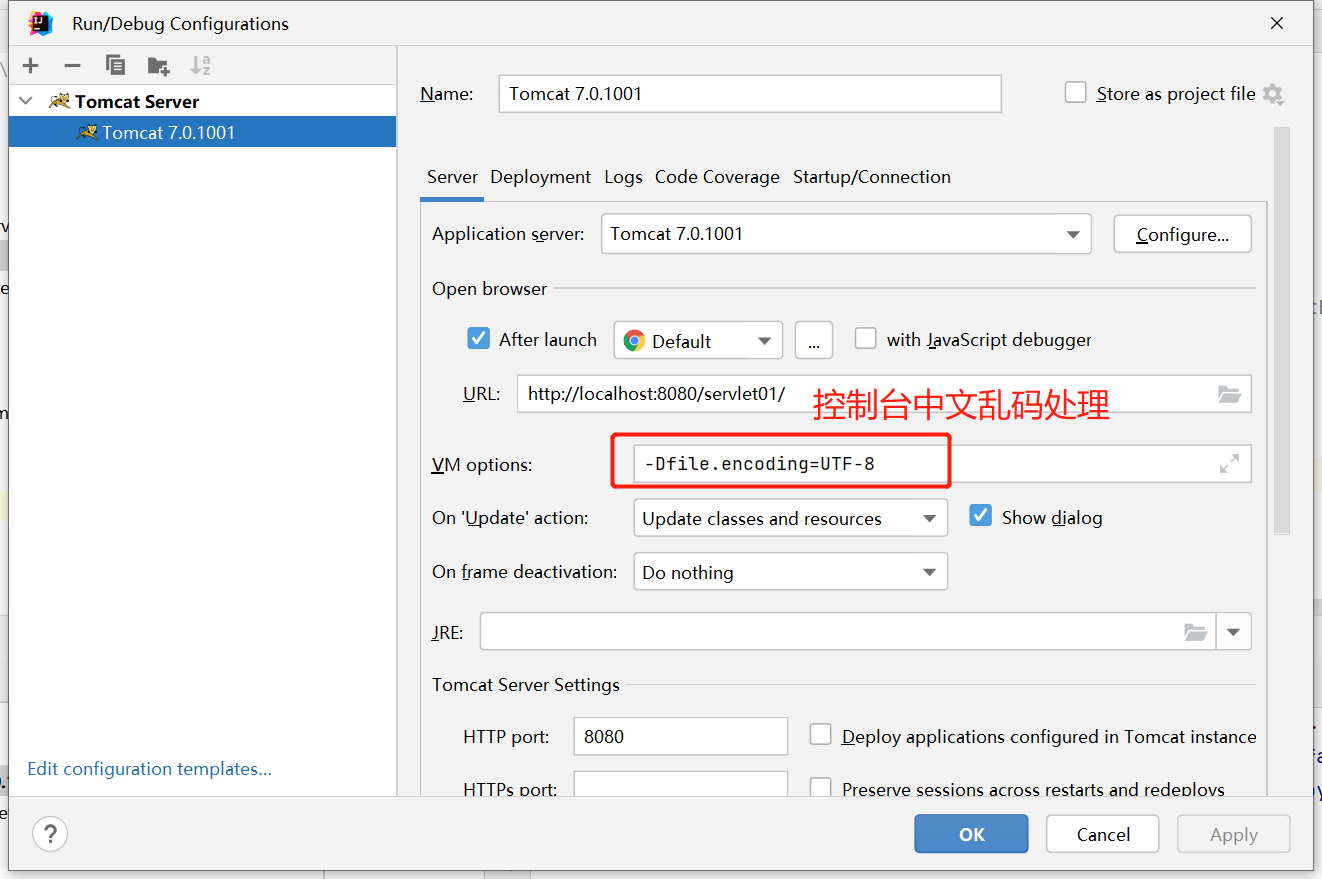 Run/Debug Configurations
Tomcat Server
Tomcat 7.0.1001
Edit configuration templates...
Name: Tomcat 7.0.1001 Store as project file
Server Deployment Logs Code Coverage Startup/Connection
Application server: Tomcat 7.0.1001 Configure...
Open browser
After launch Default ... with JavaScript debugger
URL: http://localhost:8080/servlet01/
控制台中文乱码处理
VM options: -Dfile.encoding=UTF-8
On 'Update' action: Update classes and resources Show dialog
On frame deactivation: Do nothing
JRE:
Tomcat Server Settings
HTTP port: 8080 Deploy applications configured in Tomcat instance
HTTPs port: Preserve sessions across restarts and redeploys
? OK Cancel Apply